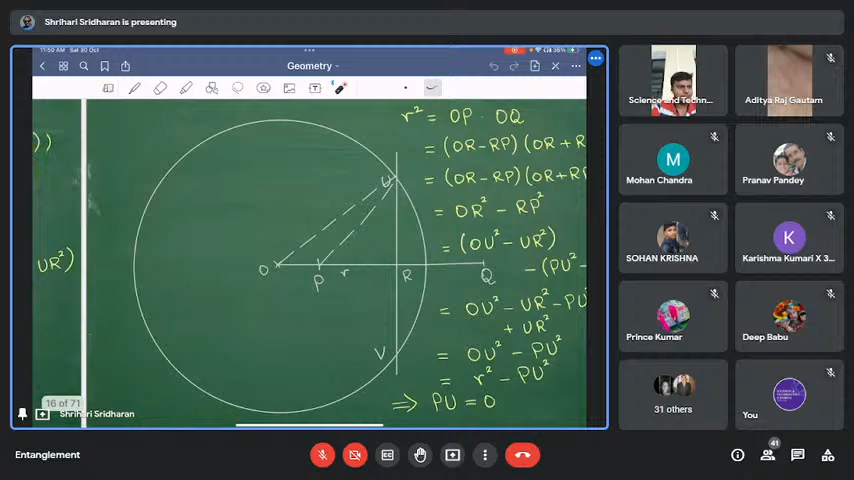 Shrihari Sridharan is presenting
11:50 AM Sat 30 Oct
36%
Geometry
))
UR²)
U
O
P
r
R
Q
V
r² = OP · OQ
= (OR - RP) (OR + R
= (OR - RP) (OR + RP
= OR² - RP²
= (OU² - UR²)
- (PU² -
= OU² - UR² - PU²
+ UR²
= OU² - PU²
= r² - PU²
⇒ PU = 0
16 of 71
Shrihari Sridharan
Science and Techn...
Aditya Raj Gautam
M
Mohan Chandra
Pranav Pandey
SOHAN KRISHNA
K
Karishma Kumari X 3...
Prince Kumar
Deep Babu
31 others
You
Entanglement
41